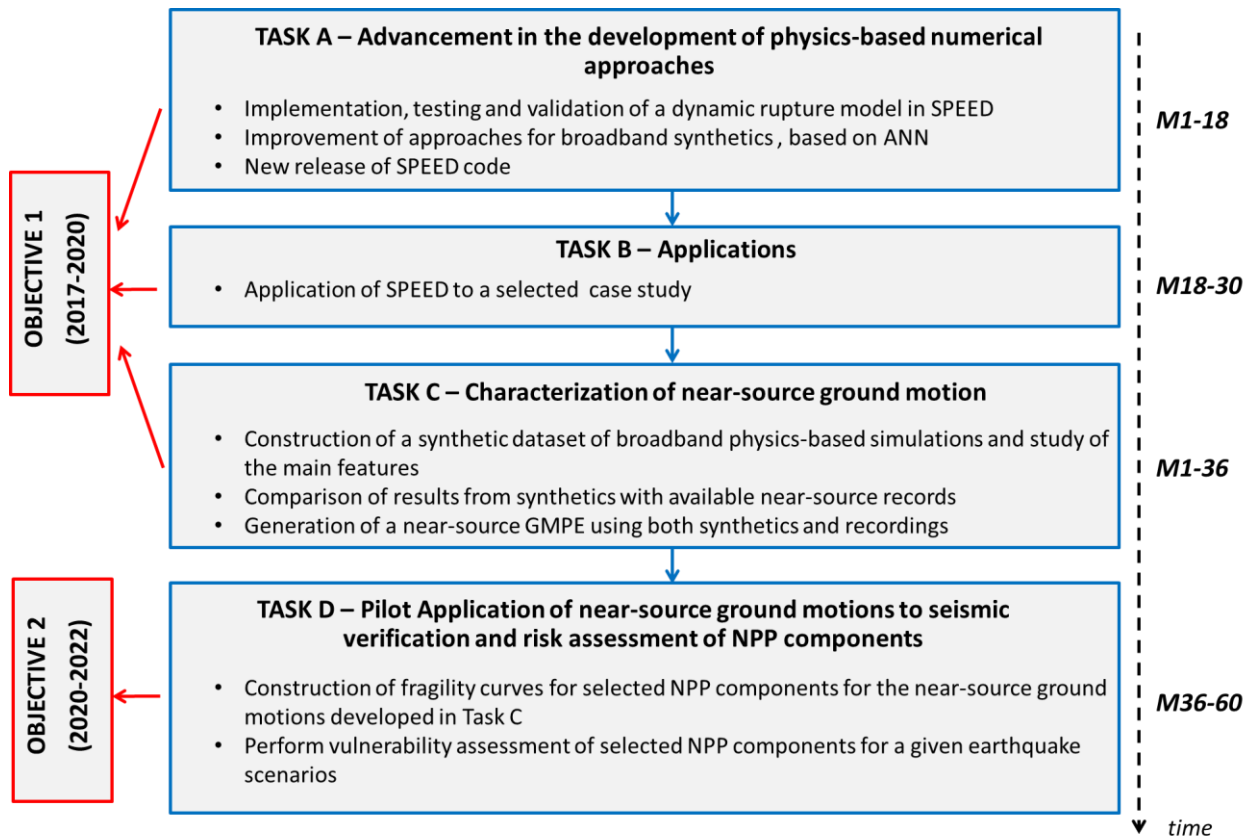 TASK A – Advancement in the development of physics-based numerical
approaches
• Implementation, testing and validation of a dynamic rupture model in SPEED
• Improvement of approaches for broadband synthetics , based on ANN
• New release of SPEED code
M1-18
OBJECTIVE 1
(2017-2020)
TASK B – Applications
• Application of SPEED to a selected case study
M18-30
TASK C – Characterization of near-source ground motion
• Construction of a synthetic dataset of broadband physics-based simulations and study of
the main features
• Comparison of results from synthetics with available near-source records
• Generation of a near-source GMPE using both synthetics and recordings
M1-36
OBJECTIVE 2
(2020-2022)
TASK D – Pilot Application of near-source ground motions to seismic
verification and risk assessment of NPP components
• Construction of fragility curves for selected NPP components for the near-source ground
motions developed in Task C
• Perform vulnerability assessment of selected NPP components for a given earthquake
scenarios
M36-60
time